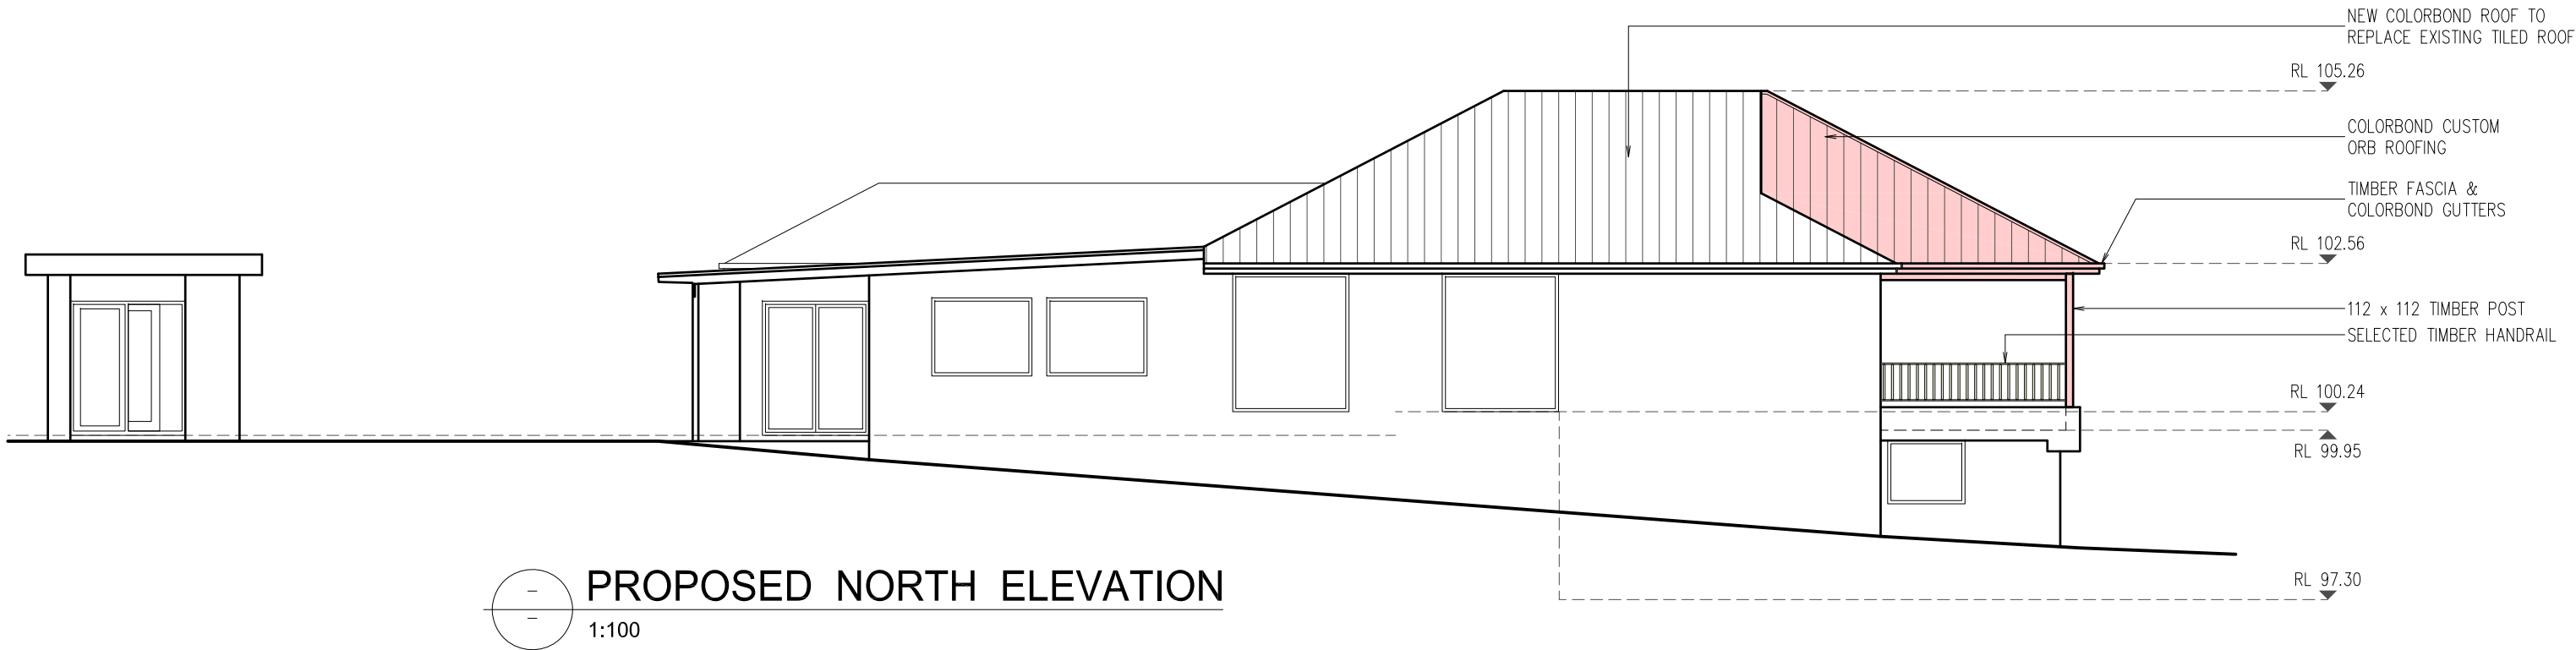 NEW COLORBOND ROOF TO
REPLACE EXISTING TILED ROOF
RL 105.26
COLORBOND CUSTOM
ORB ROOFING
TIMBER FASCIA &
COLORBOND GUTTERS
RL 102.56
112 x 112 TIMBER POST
SELECTED TIMBER HANDRAIL
RL 100.24
RL 99.95
RL 97.30
PROPOSED NORTH ELEVATION
1:100